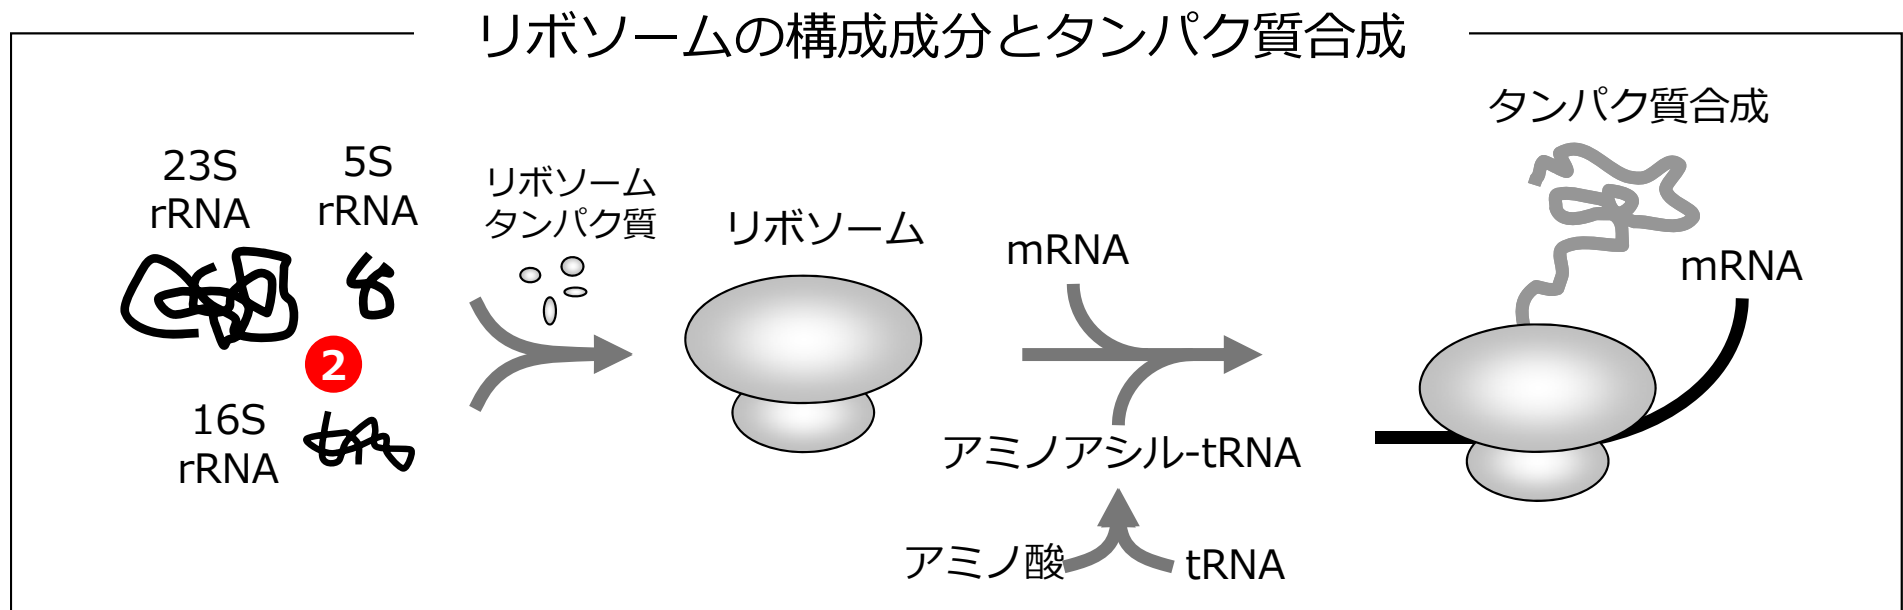 リボソームの構成成分とタンパク質合成
23S
rRNA
5S
rRNA
2
16S
rRNA
リボソーム
タンパク質
リボソーム
mRNA
アミノアシル-tRNA
アミノ酸
tRNA
タンパク質合成
mRNA